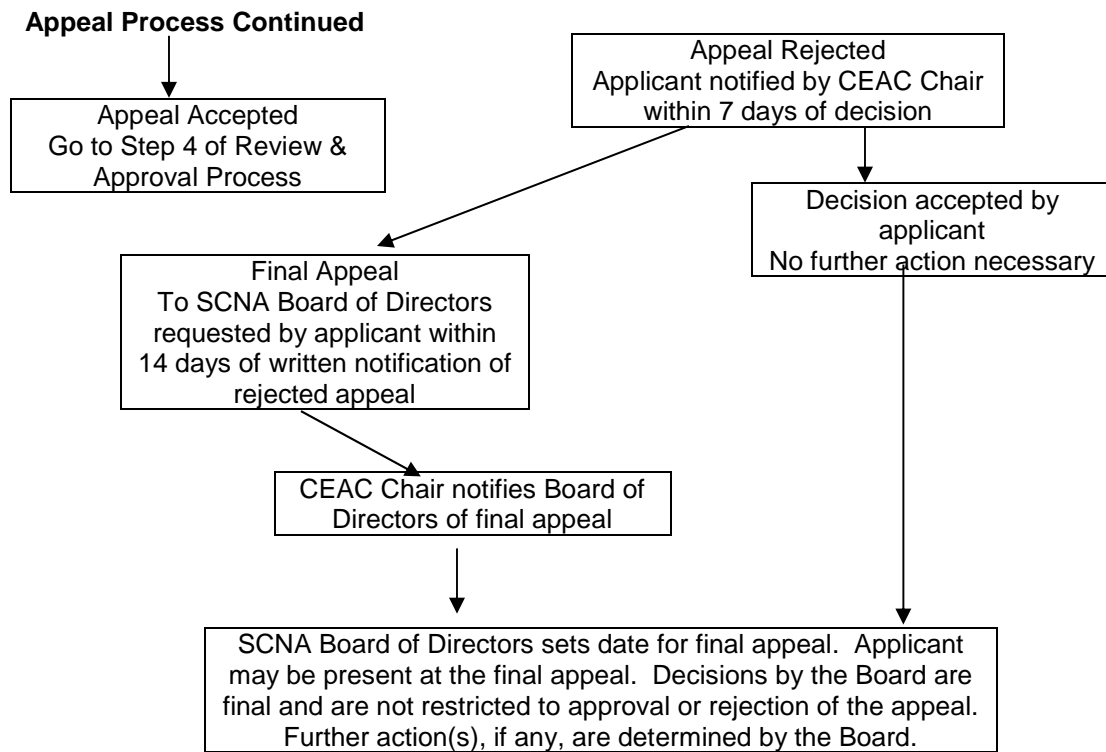 Appeal Process Continued
Appeal Accepted
Go to Step 4 of Review &
Approval Process
Appeal Rejected
Applicant notified by CEAC Chair
within 7 days of decision
Decision accepted by
applicant
No further action necessary
Final Appeal
To SCNA Board of Directors
requested by applicant within
14 days of written notification of
rejected appeal
CEAC Chair notifies Board of
Directors of final appeal
SCNA Board of Directors sets date for final appeal.  Applicant
may be present at the final appeal.  Decisions by the Board are
final and are not restricted to approval or rejection of the appeal.
Further action(s), if any, are determined by the Board.